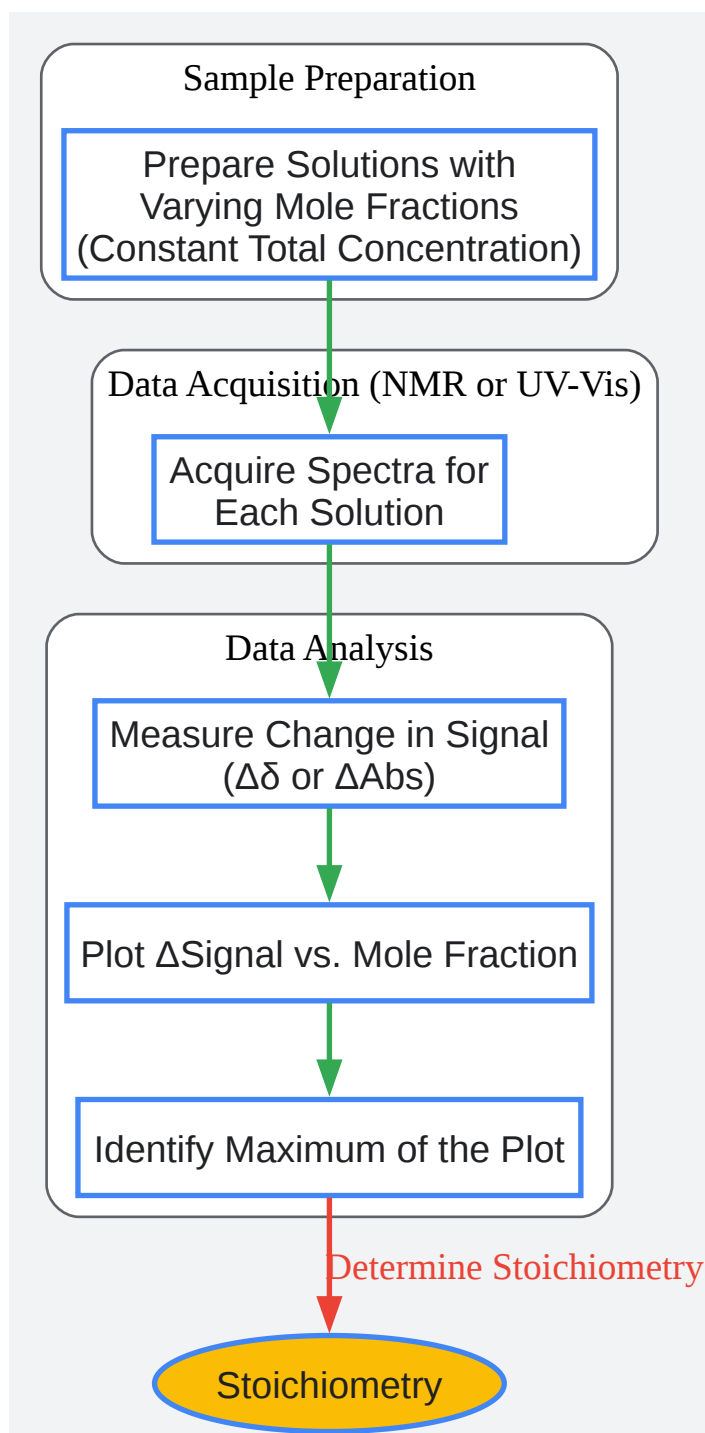 Sample Preparation
Prepare Solutions with
Varying Mole Fractions
(Constant Total Concentration)
Data Acquisition (NMR or UV-Vis)
Acquire Spectra for
Each Solution
Data Analysis
Measure Change in Signal
(Δδ or ΔAbs)
Plot ΔSignal vs. Mole Fraction
Identify Maximum of the Plot
Determine Stoichiometry
Stoichiometry